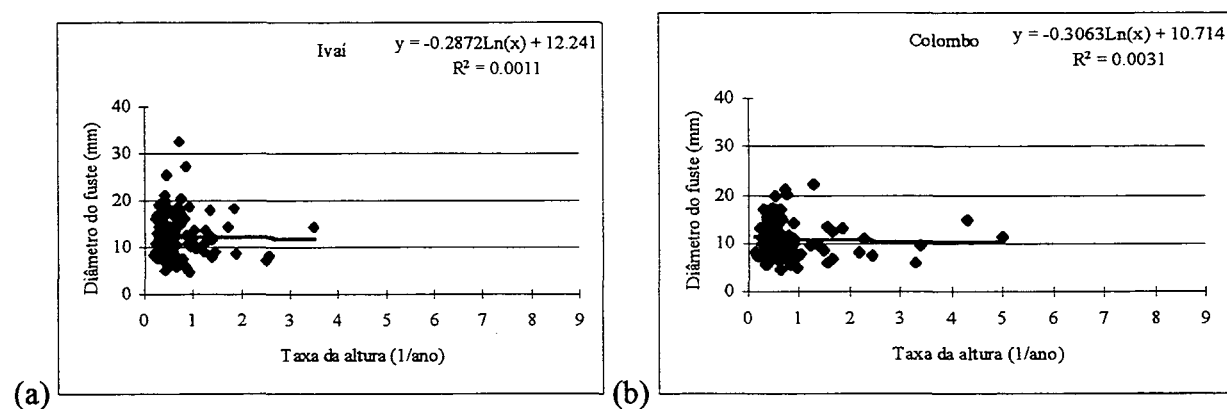 Ivaí
y = -0.2872Ln(x) + 12.241
R² = 0.0011
Diâmetro do fuste (mm)
40
30
20
10
0
0 1 2 3 4 5 6 7 8 9
Taxa da altura (1/ano)
(a)
Colombo
y = -0.3063Ln(x) + 10.714
R² = 0.0031
Diâmetro do fuste (mm)
40
30
20
10
0
0 1 2 3 4 5 6 7 8 9
Taxa da altura (1/ano)
(b)